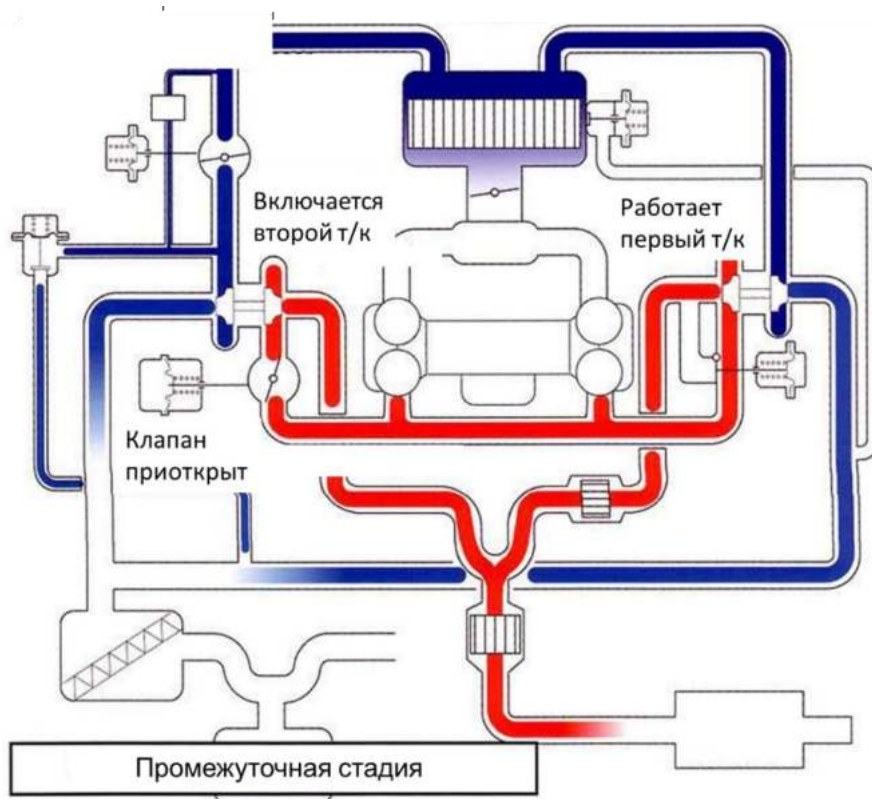 Включается
второй т/к
Работает
первый т/к
Клапан
приоткрыт
Промежуточная стадия